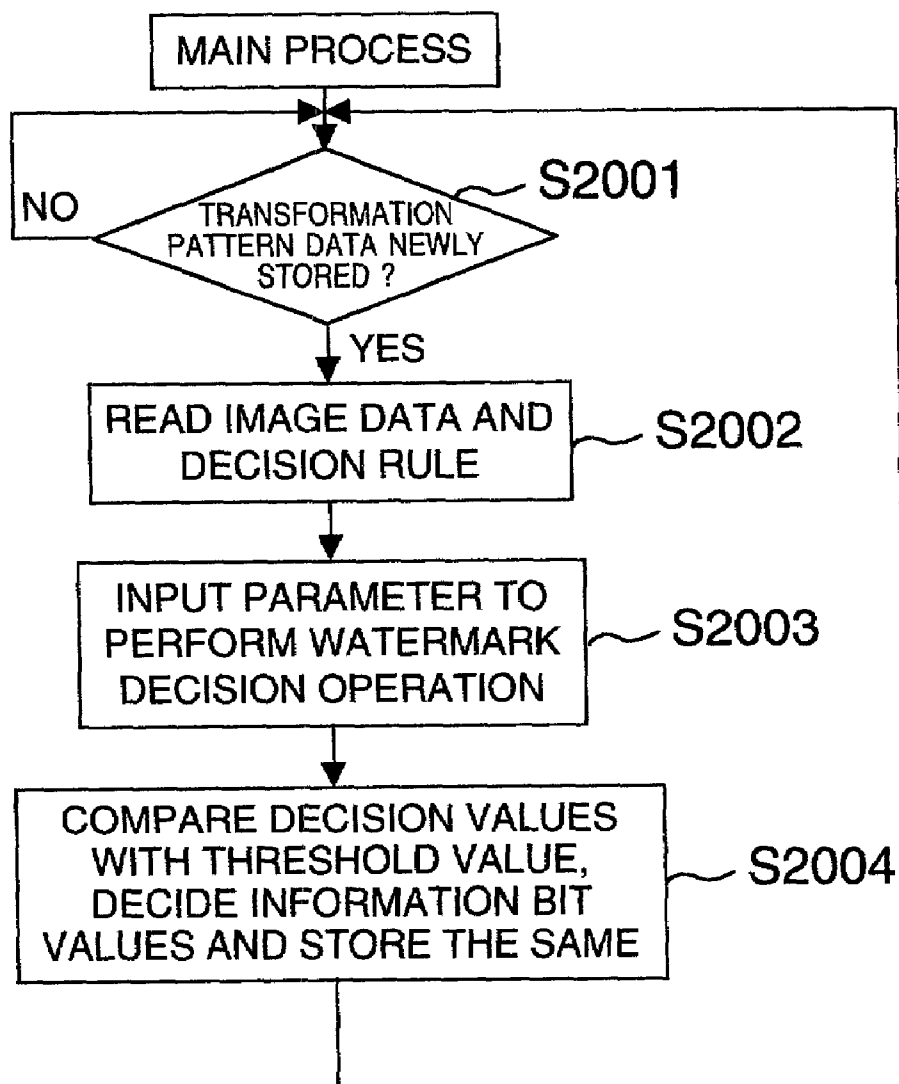 MAIN PROCESS
S2001
NO
TRANSFORMATION
PATTERN DATA NEWLY
STORED ?
YES
READ IMAGE DATA AND
DECISION RULE
S2002
INPUT PARAMETER TO
PERFORM WATERMARK
DECISION OPERATION
S2003
COMPARE DECISION VALUES
WITH THRESHOLD VALUE,
DECIDE INFORMATION BIT
VALUES AND STORE THE SAME
S2004